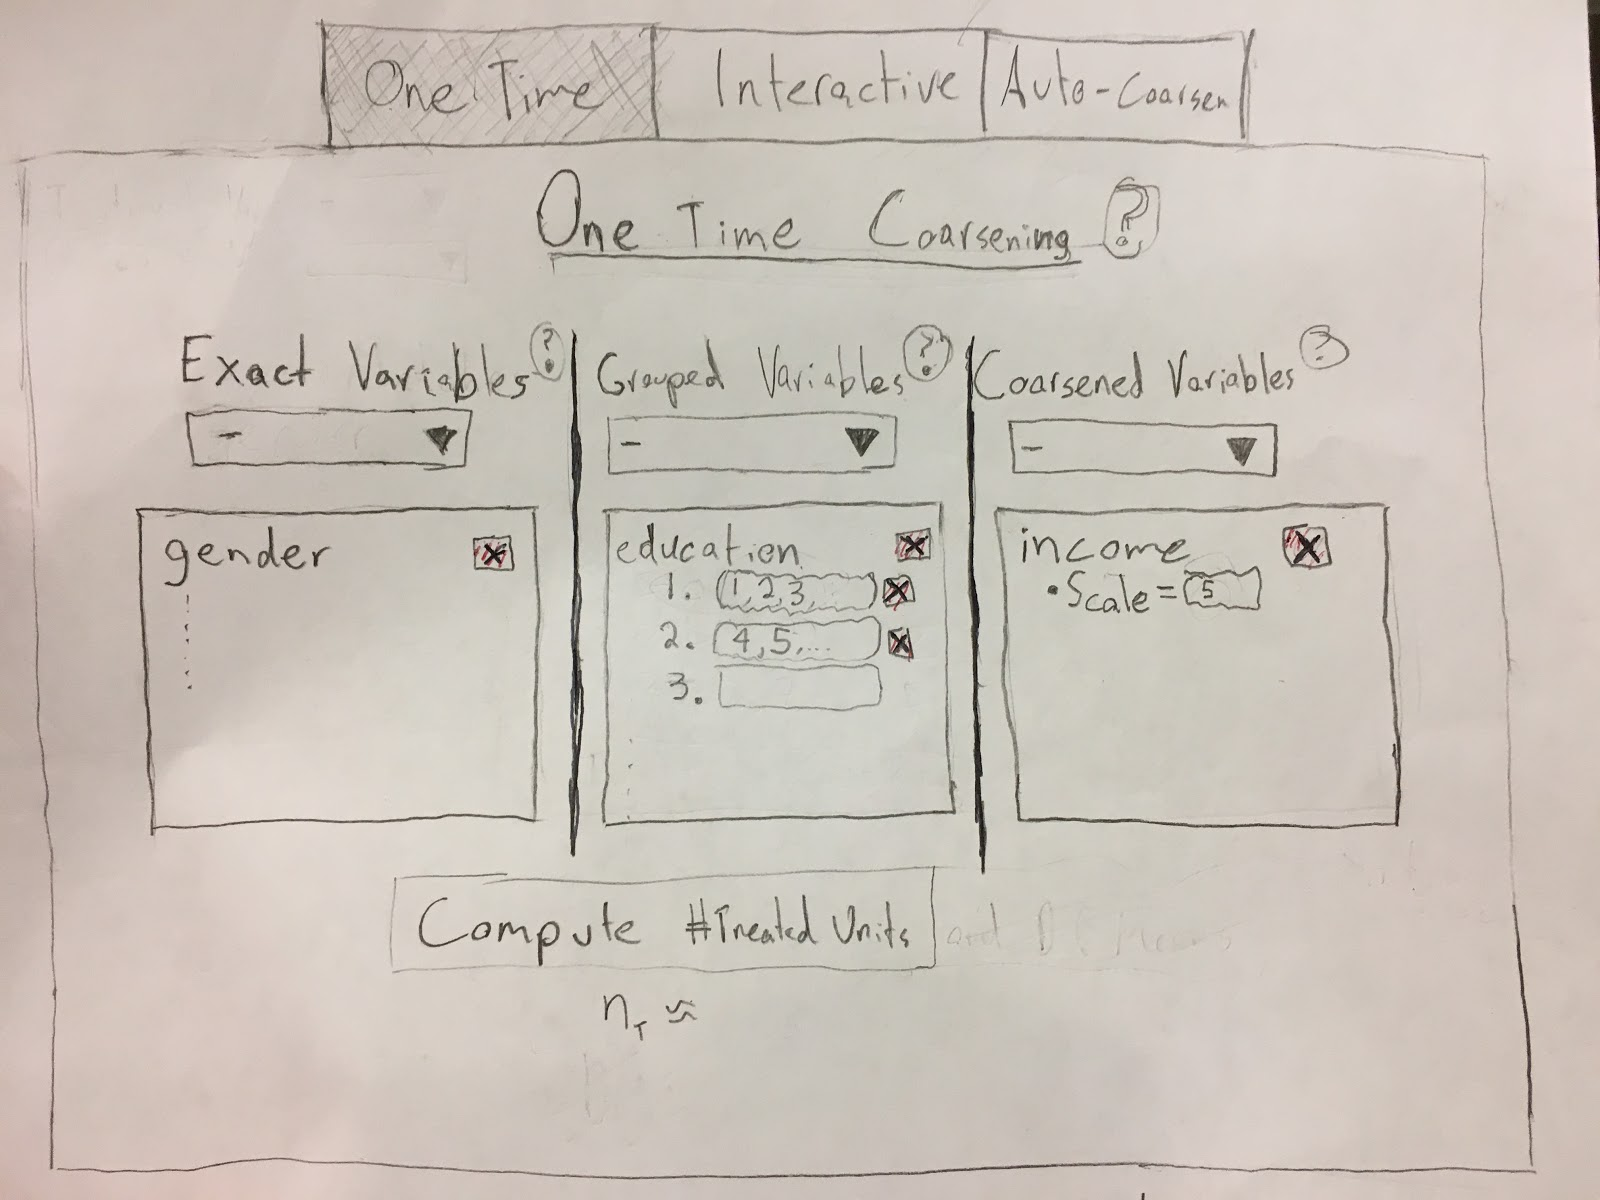 One Time Interactive Auto-Coarsen
One Time Coarsening ?
Exact Variables ? Grouped Variables ? Coarsened Variables ?
- - -
gender X education X income X
1. 1,2,3, X •Scale=5
2. 4,5,... X
3.
Compute #Treated Units and
n_T ≈